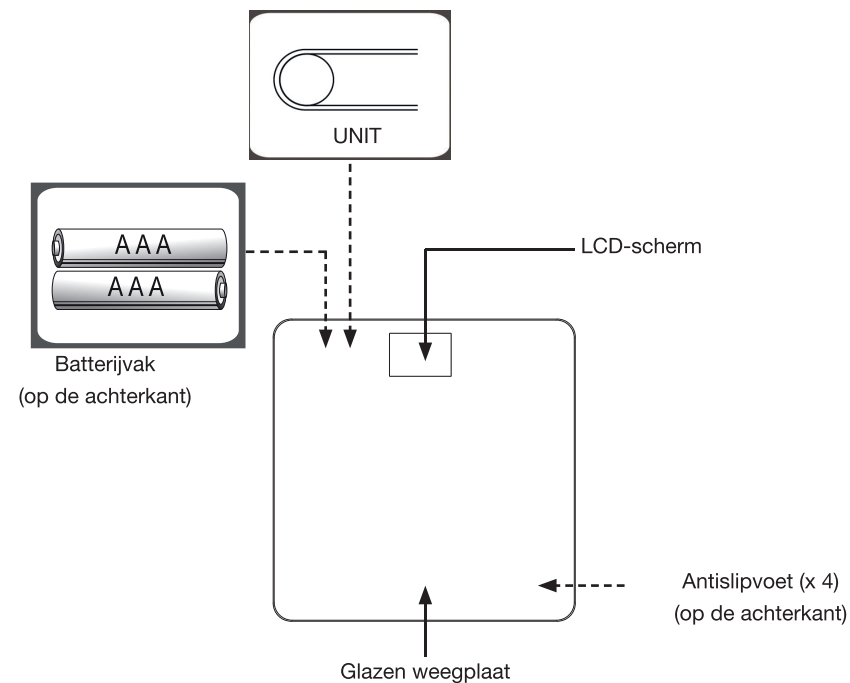 UNIT
AAA
AAA
Batterijvak
(op de achterkant)
LCD-scherm
Antislipvoet (x 4)
(op de achterkant)
Glazen weegplaat